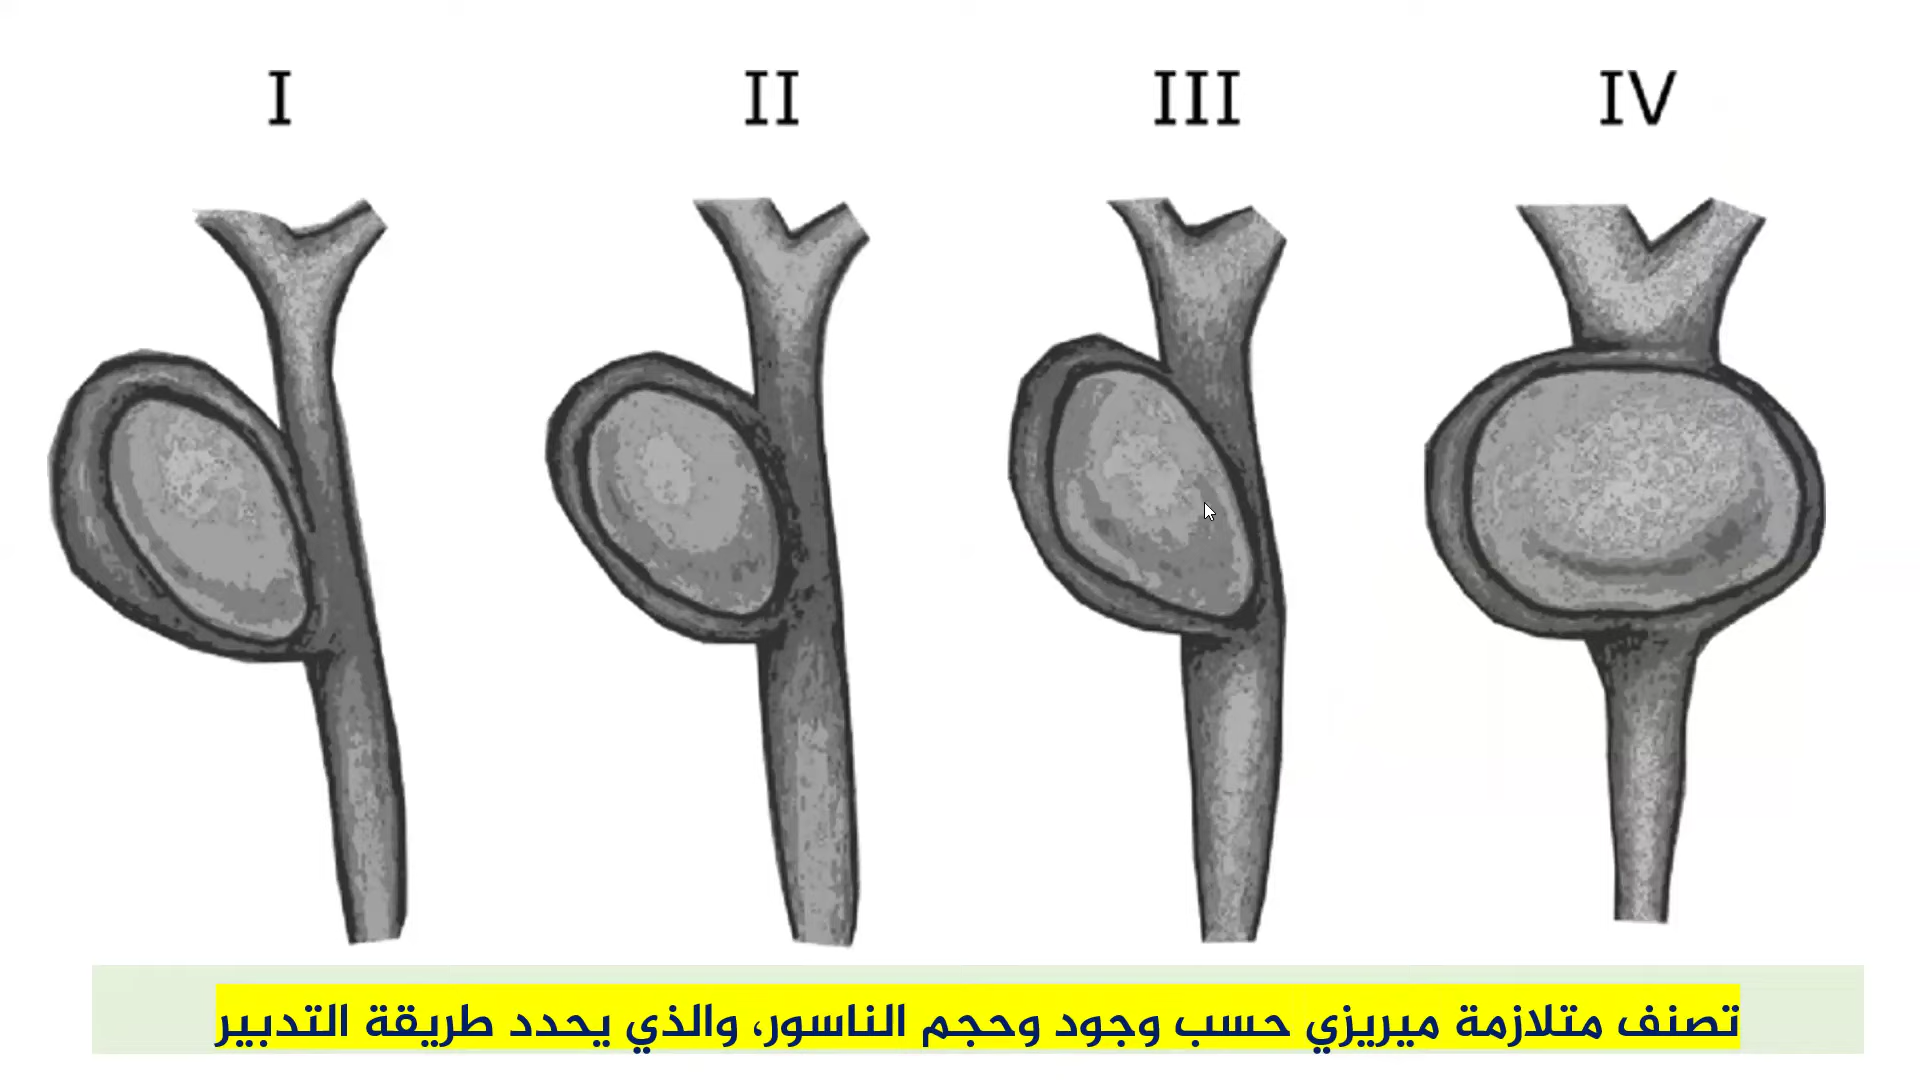 I II III IV
تصنف متلازمة ميريزي حسب وجود وحجم الناسور، والذي يحدد طريقة التدبير